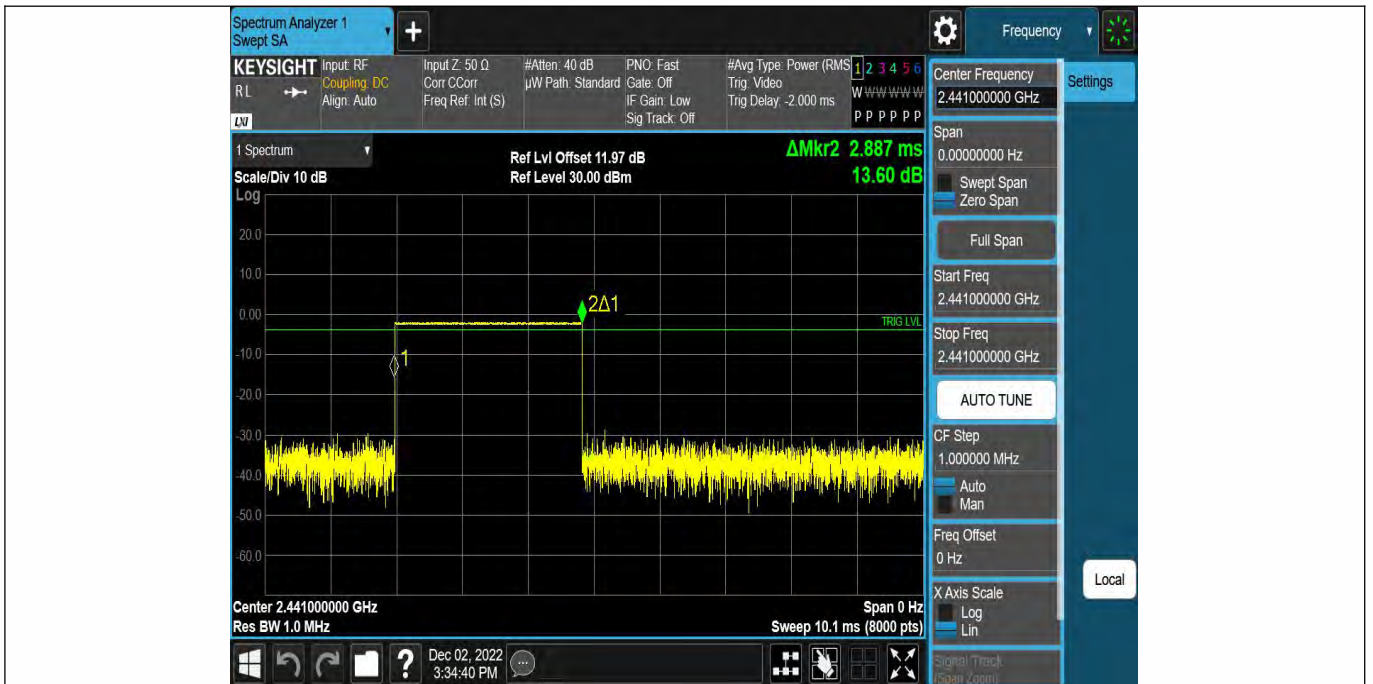 Spectrum Analyzer 1
Swept SA
+
Frequency
KEYSIGHT
RL
LXI
Input: RF
Coupling: DC
Align: Auto
Input Z: 50 Ω
Corr CCorr
Freq Ref: Int (S)
#Atten: 40 dB
µW Path: Standard
PNO: Fast
Gate: Off
IF Gain: Low
Sig Track: Off
#Avg Type: Power (RMS
Trig: Video
Trig Delay: -2.000 ms
1 2 3 4 5 6
W W W W W W
P P P P P P
1 Spectrum
Scale/Div 10 dB
Log
Ref Lvl Offset 11.97 dB
Ref Level 30.00 dBm
ΔMkr2 2.887 ms
13.60 dB
20.0
10.0
0.00
-10.0
-20.0
-30.0
-40.0
-50.0
-60.0
2Δ1
1
TRIG LVL
Center 2.441000000 GHz
Res BW 1.0 MHz
Span 0 Hz
Sweep 10.1 ms (8000 pts)
Center Frequency
2.441000000 GHz
Settings
Span
0.00000000 Hz
Swept Span
Zero Span
Full Span
Start Freq
2.441000000 GHz
Stop Freq
2.441000000 GHz
AUTO TUNE
CF Step
1.000000 MHz
Auto
Man
Freq Offset
0 Hz
X Axis Scale
Log
Lin
Local
Signal Track
(Span Zoom)
?
Dec 02, 2022
3:34:40 PM